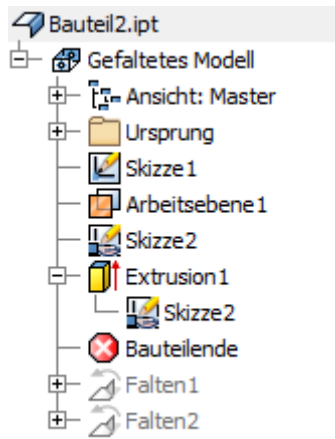 Bauteil2.ipt
Gefaltetes Modell
Ansicht: Master
Ursprung
Skizze1
Arbeitsebene1
Skizze2
Extrusion1
Skizze2
Bauteilende
Falten1
Falten2